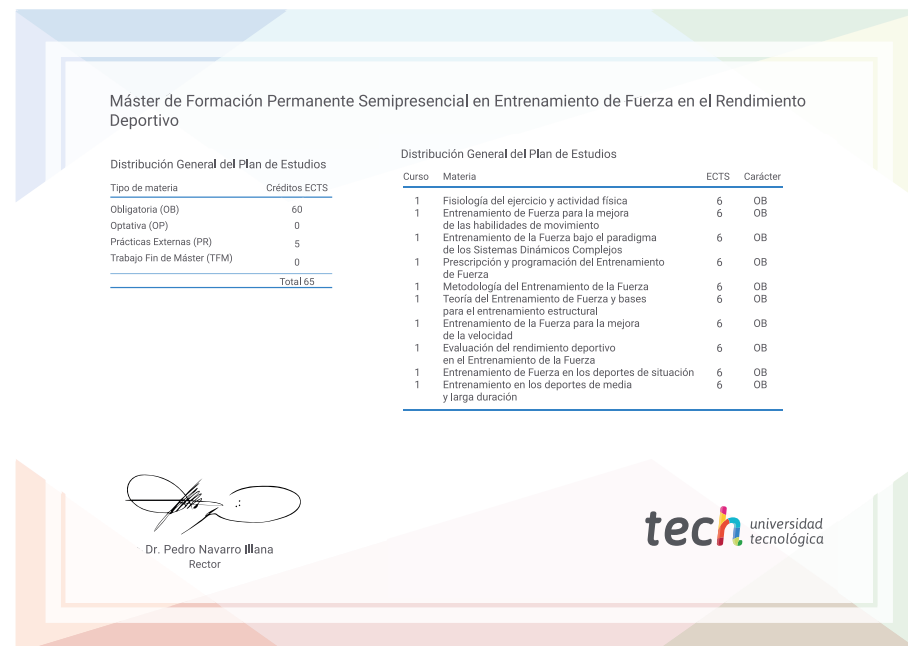 Máster de Formación Permanente Semipresencial en Entrenamiento de Fuerza en el Rendimiento
Deportivo
Distribución General del Plan de Estudios
Tipo de materia Créditos ECTS
Obligatoria (OB) 60
Optativa (OP) 0
Prácticas Externas (PR) 5
Trabajo Fin de Máster (TFM) 0
Total 65
Distribución General del Plan de Estudios
Curso Materia ECTS Carácter
1 Fisiología del ejercicio y actividad física 6 OB
1 Entrenamiento de Fuerza para la mejora 6 OB
de las habilidades de movimiento
1 Entrenamiento de la Fuerza bajo el paradigma 6 OB
de los Sistemas Dinámicos Complejos
1 Prescripción y programación del Entrenamiento 6 OB
de Fuerza
1 Metodología del Entrenamiento de la Fuerza 6 OB
1 Teoría del Entrenamiento de Fuerza y bases 6 OB
para el entrenamiento estructural
1 Entrenamiento de la Fuerza para la mejora 6 OB
de la velocidad
1 Evaluación del rendimiento deportivo 6 OB
en el Entrenamiento de la Fuerza
1 Entrenamiento de Fuerza en los deportes de situación 6 OB
1 Entrenamiento en los deportes de media 6 OB
y larga duración
Dr. Pedro Navarro Illana
Rector
tech universidad
tecnológica